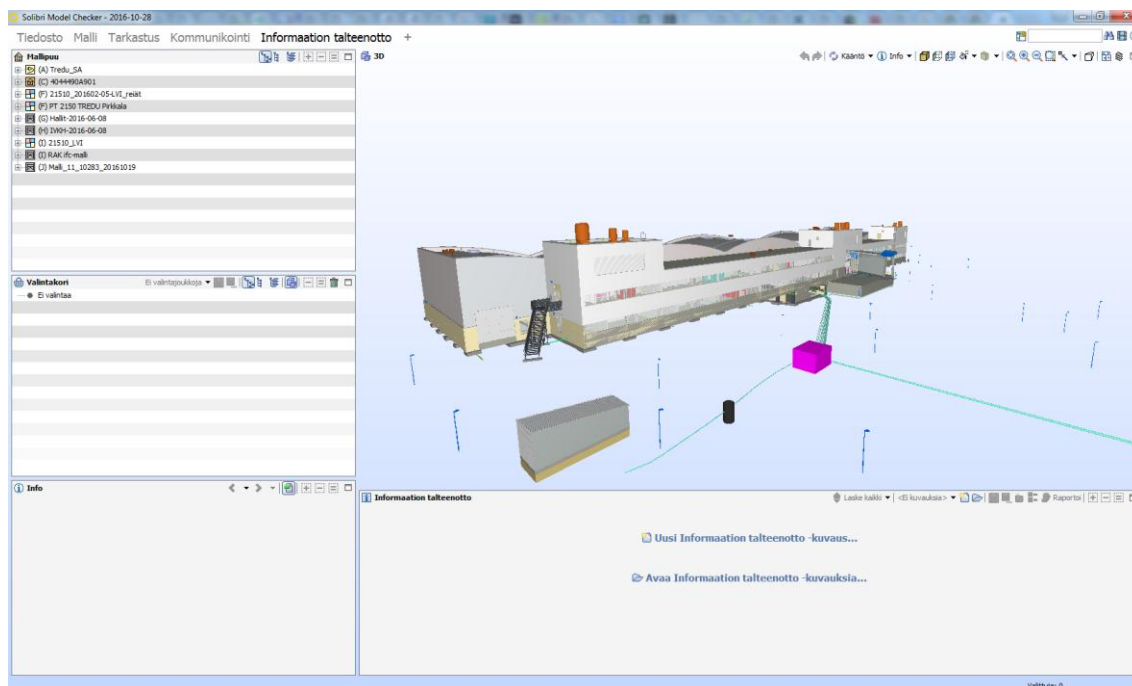 Solibri Model Checker - 2016-10-28
Tiedosto Malli Tarkastus Kommunikointi Informaation talteenotto +
Mallipuu
(A) Tredu_SA
(C) 4044490A901
(F) 21510_201602-05-LVI_reiät
(F) PT 2150 TREDU Pirkkala
(G) Hallit-2016-06-08
(H) IVKH-2016-06-08
(I) 21510_LVI
(I) RAK ifc-malli
(J) Malli_11_10283_20161019
3D
Kääntö Info
Valintakori Ei valintajoukkoja
Ei valintaa
Info
Informaation talteenotto
Laske kaikki <Ei kuvauksia> Raportoi
Uusi Informaation talteenotto -kuvaus...
Avaa Informaation talteenotto -kuvauksia...